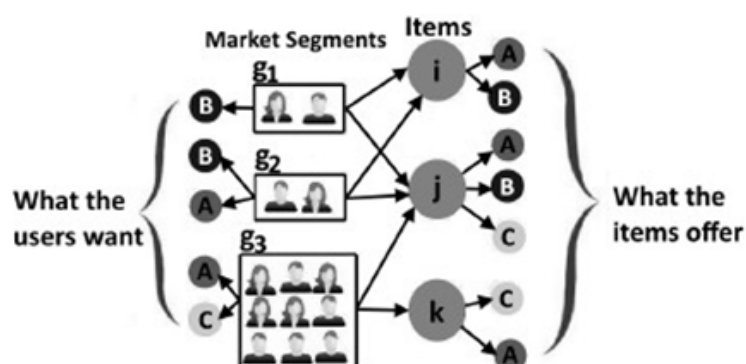 Market Segments
Items
g1
g2
g3
B
B
A
A
C
i
j
k
A
B
A
B
C
C
A
What the
users want
What the
items offer